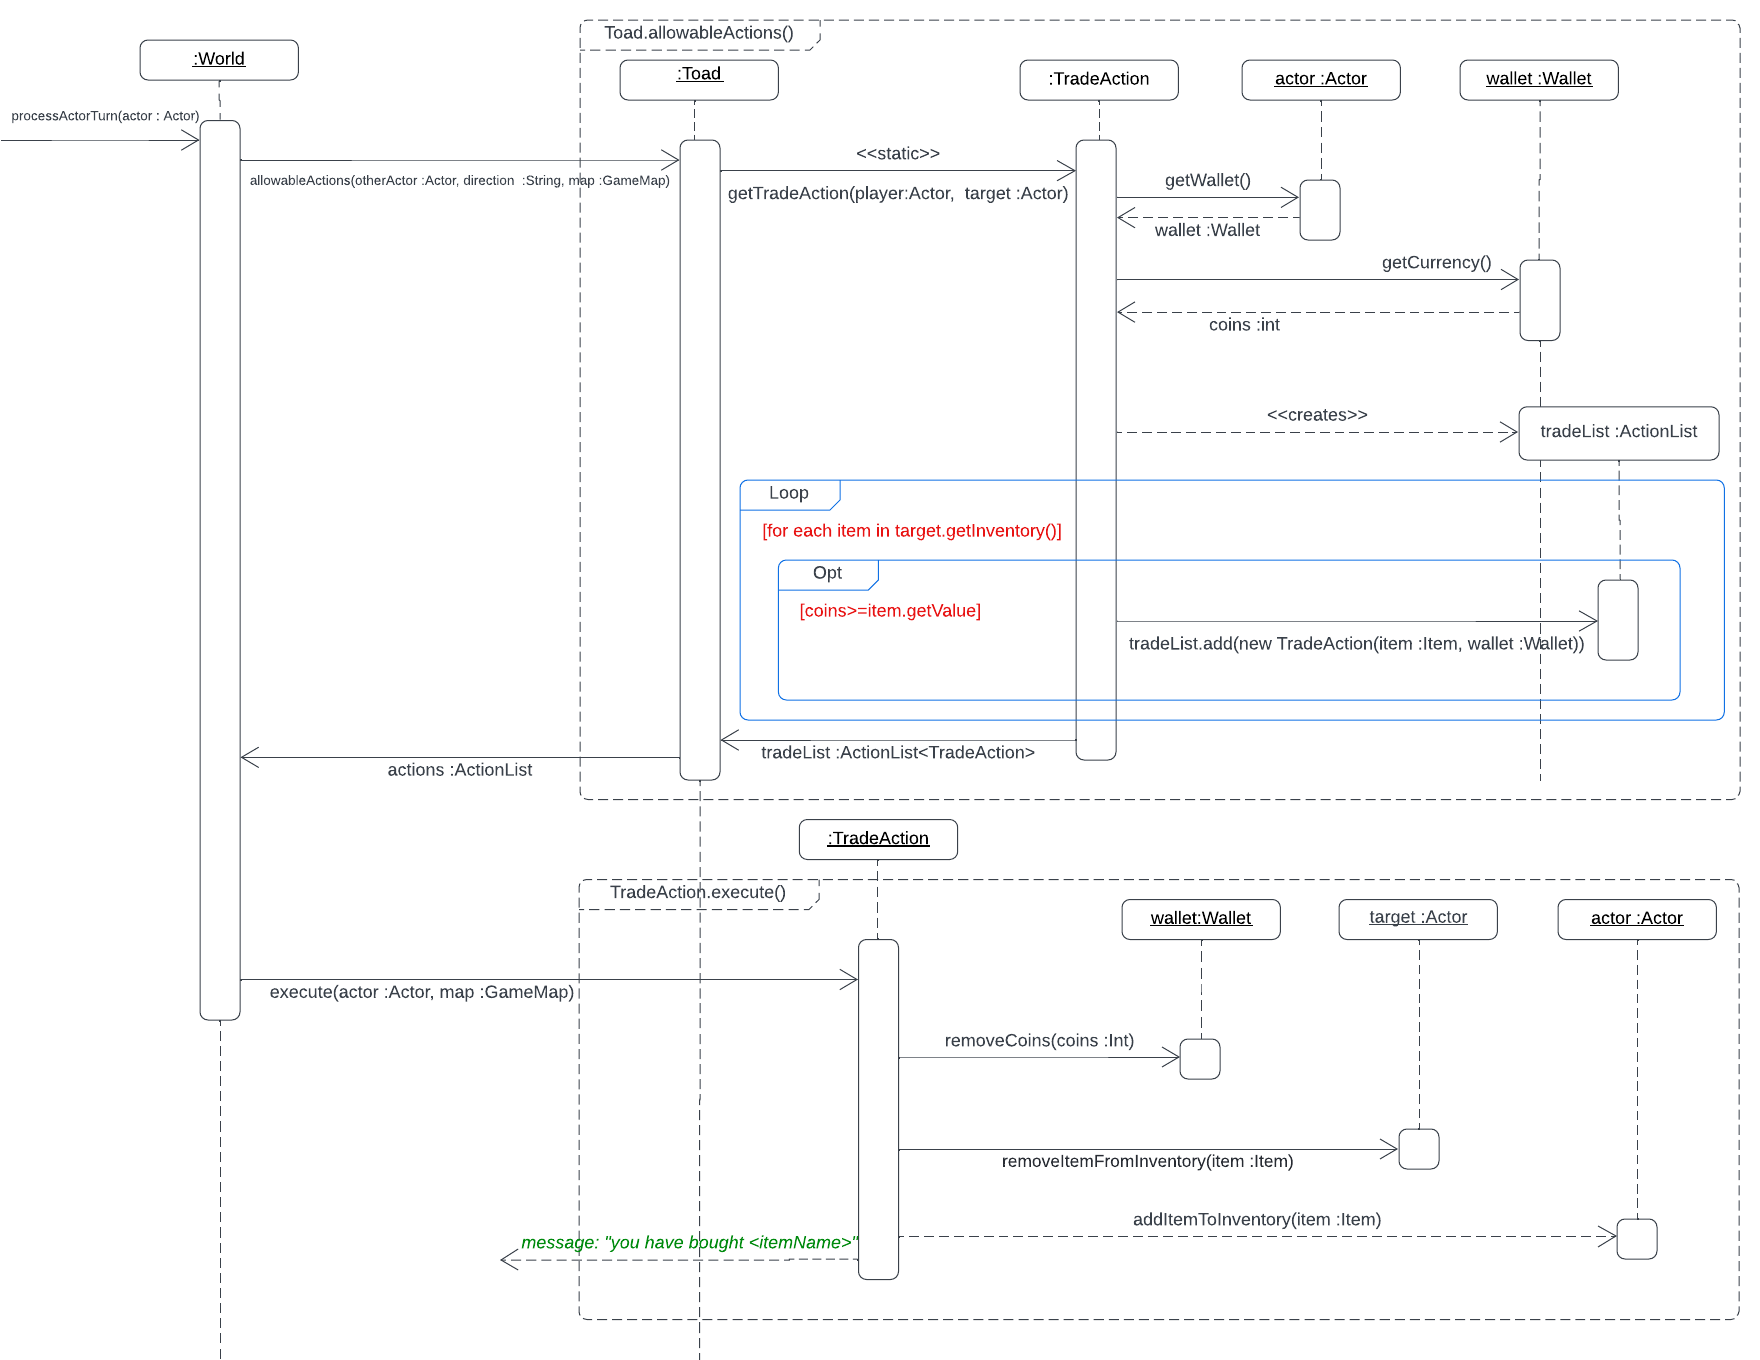 Toad.allowableActions()
:World
:Toad
:TradeAction
actor :Actor
wallet :Wallet
processActorTurn(actor : Actor)
<<static>>
allowableActions(otherActor :Actor, direction  :String, map :GameMap)
getTradeAction(player:Actor,  target :Actor)
getWallet()
wallet :Wallet
getCurrency()
coins :int
<<creates>>
tradeList :ActionList
Loop
[for each item in target.getInventory()]
Opt
[coins>=item.getValue]
tradeList.add(new TradeAction(item :Item, wallet :Wallet))
tradeList :ActionList<TradeAction>
actions :ActionList
:TradeAction
TradeAction.execute()
wallet:Wallet
target :Actor
actor :Actor
execute(actor :Actor, map :GameMap)
removeCoins(coins :Int)
removeItemFromInventory(item :Item)
addItemToInventory(item :Item)
message: "you have bought <itemName>"